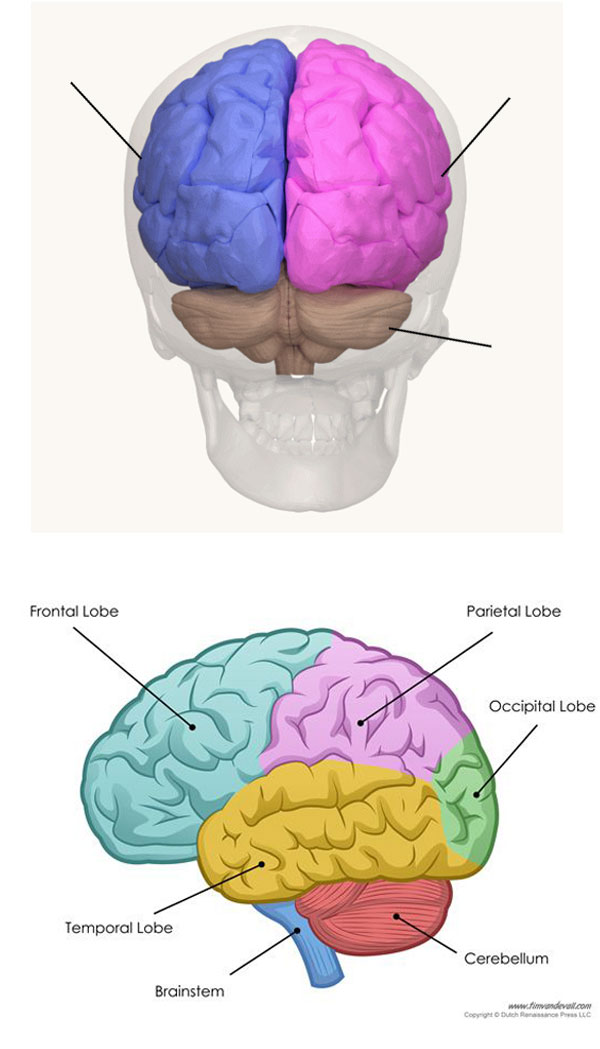 Frontal Lobe
Parietal Lobe
Occipital Lobe
Temporal Lobe
Cerebellum
Brainstem
www.timvandevall.com
Copyright © Dutch Renaissance Press LLC